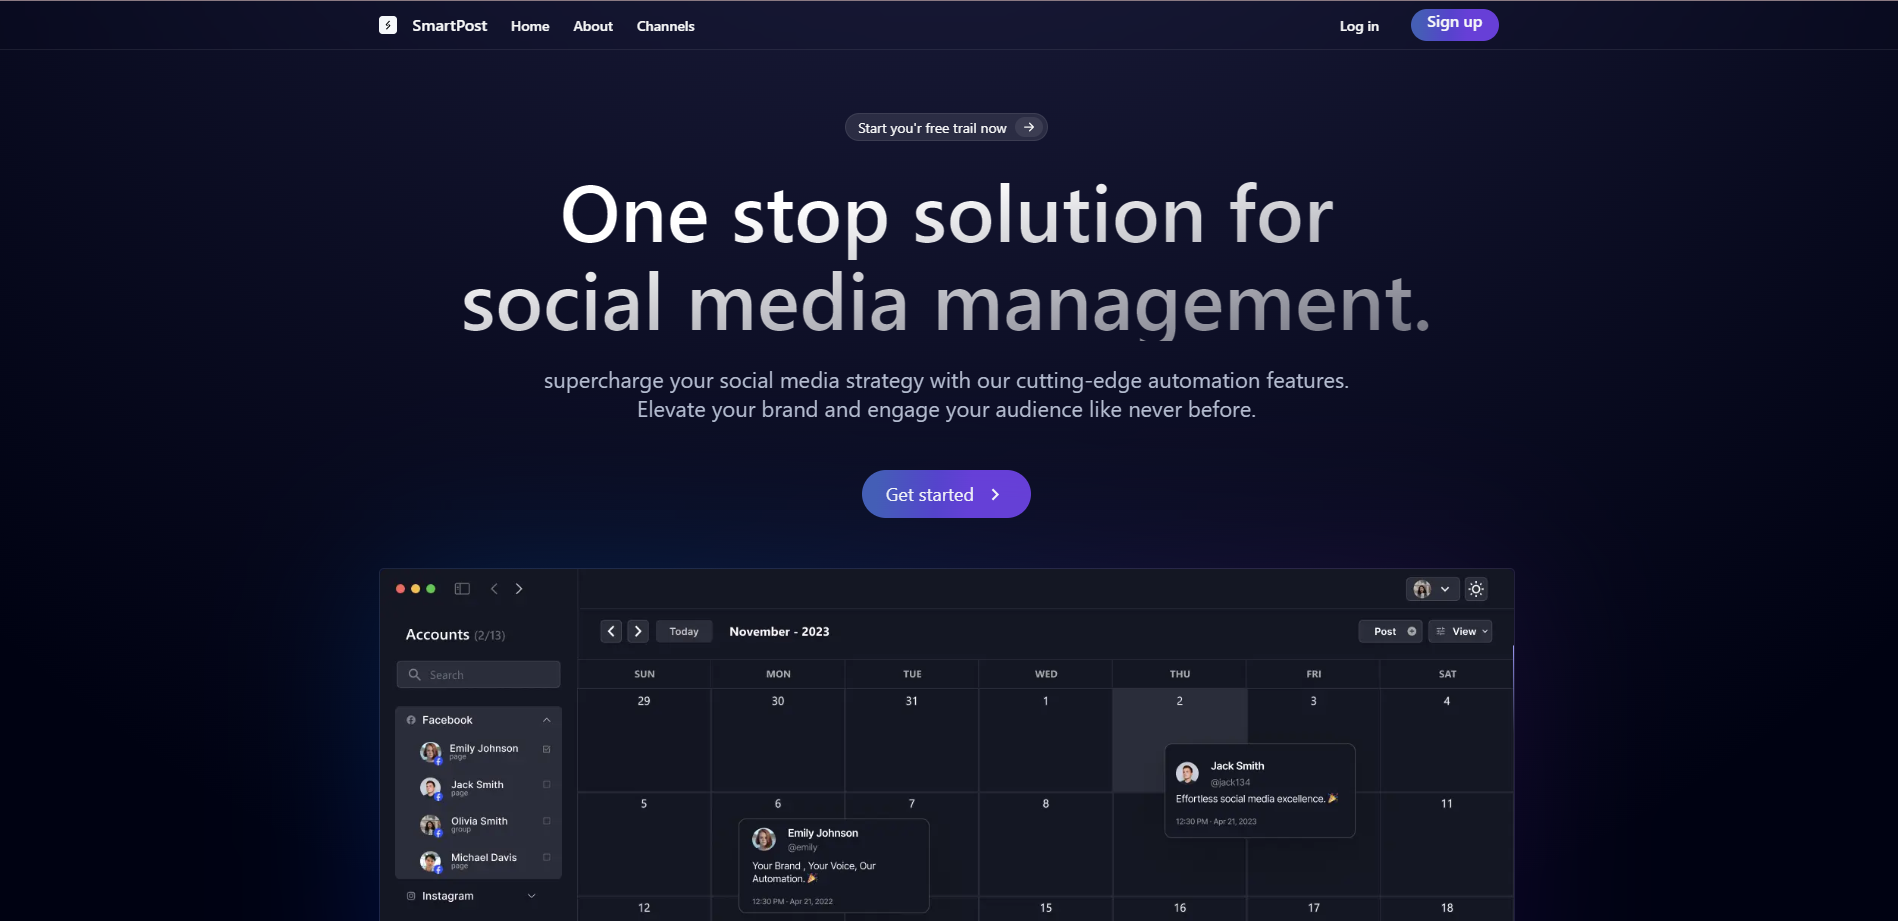 SmartPost Home About Channels Log in Sign up
Start you'r free trail now
One stop solution for
social media management.
supercharge your social media strategy with our cutting-edge automation features.
Elevate your brand and engage your audience like never before.
Get started
Accounts (2/13)
Search
Facebook
Emily Johnson
page
Jack Smith
page
Olivia Smith
group
Michael Davis
page
Instagram
Today November - 2023 Post View
SUN MON TUE WED THU FRI SAT
29 30 31 1 2 3 4
Jack Smith
@jack134
Effortless social media excellence. 🎉
12:30 PM · Apr 21, 2023
5 6 7 8 11
Emily Johnson
@emily
Your Brand , Your Voice, Our
Automation. 🎉
12:30 PM · Apr 21, 2022
12 15 16 17 18